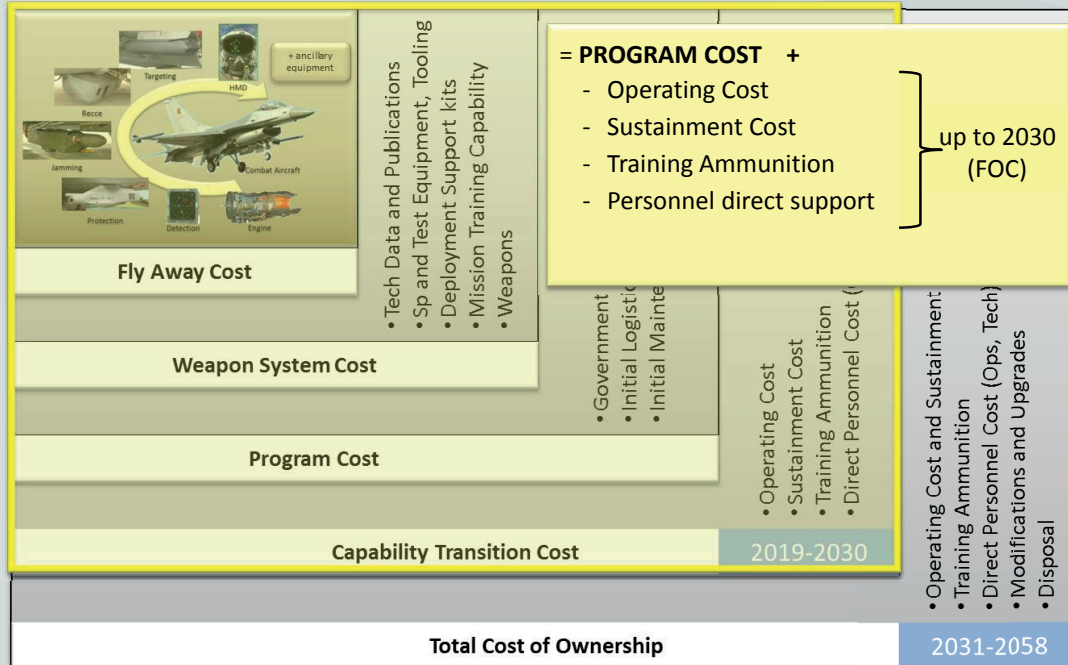 Targeting
HMD
+ ancillary
equipment
Recce
Jamming
Combat Aircraft
Protection
Detection
Engine
Fly Away Cost
• Tech Data and Publications
• Sp and Test Equipment, Tooling
• Deployment Support kits
• Mission Training Capability
• Weapons
Weapon System Cost
= PROGRAM COST +
- Operating Cost
- Sustainment Cost
- Training Ammunition
- Personnel direct support
up to 2030
(FOC)
• Government
• Initial
• Initial
Program Cost
• Operating Cost
• Sustainment Cost
• Training Ammunition
• Direct Personnel Cost
Capability Transition Cost
2019-2030
• Operating Cost and Sustainment
• Training Ammunition
• Direct Personnel Cost (Ops, Tech)
• Modifications and Upgrades
• Disposal
Total Cost of Ownership
2031-2058